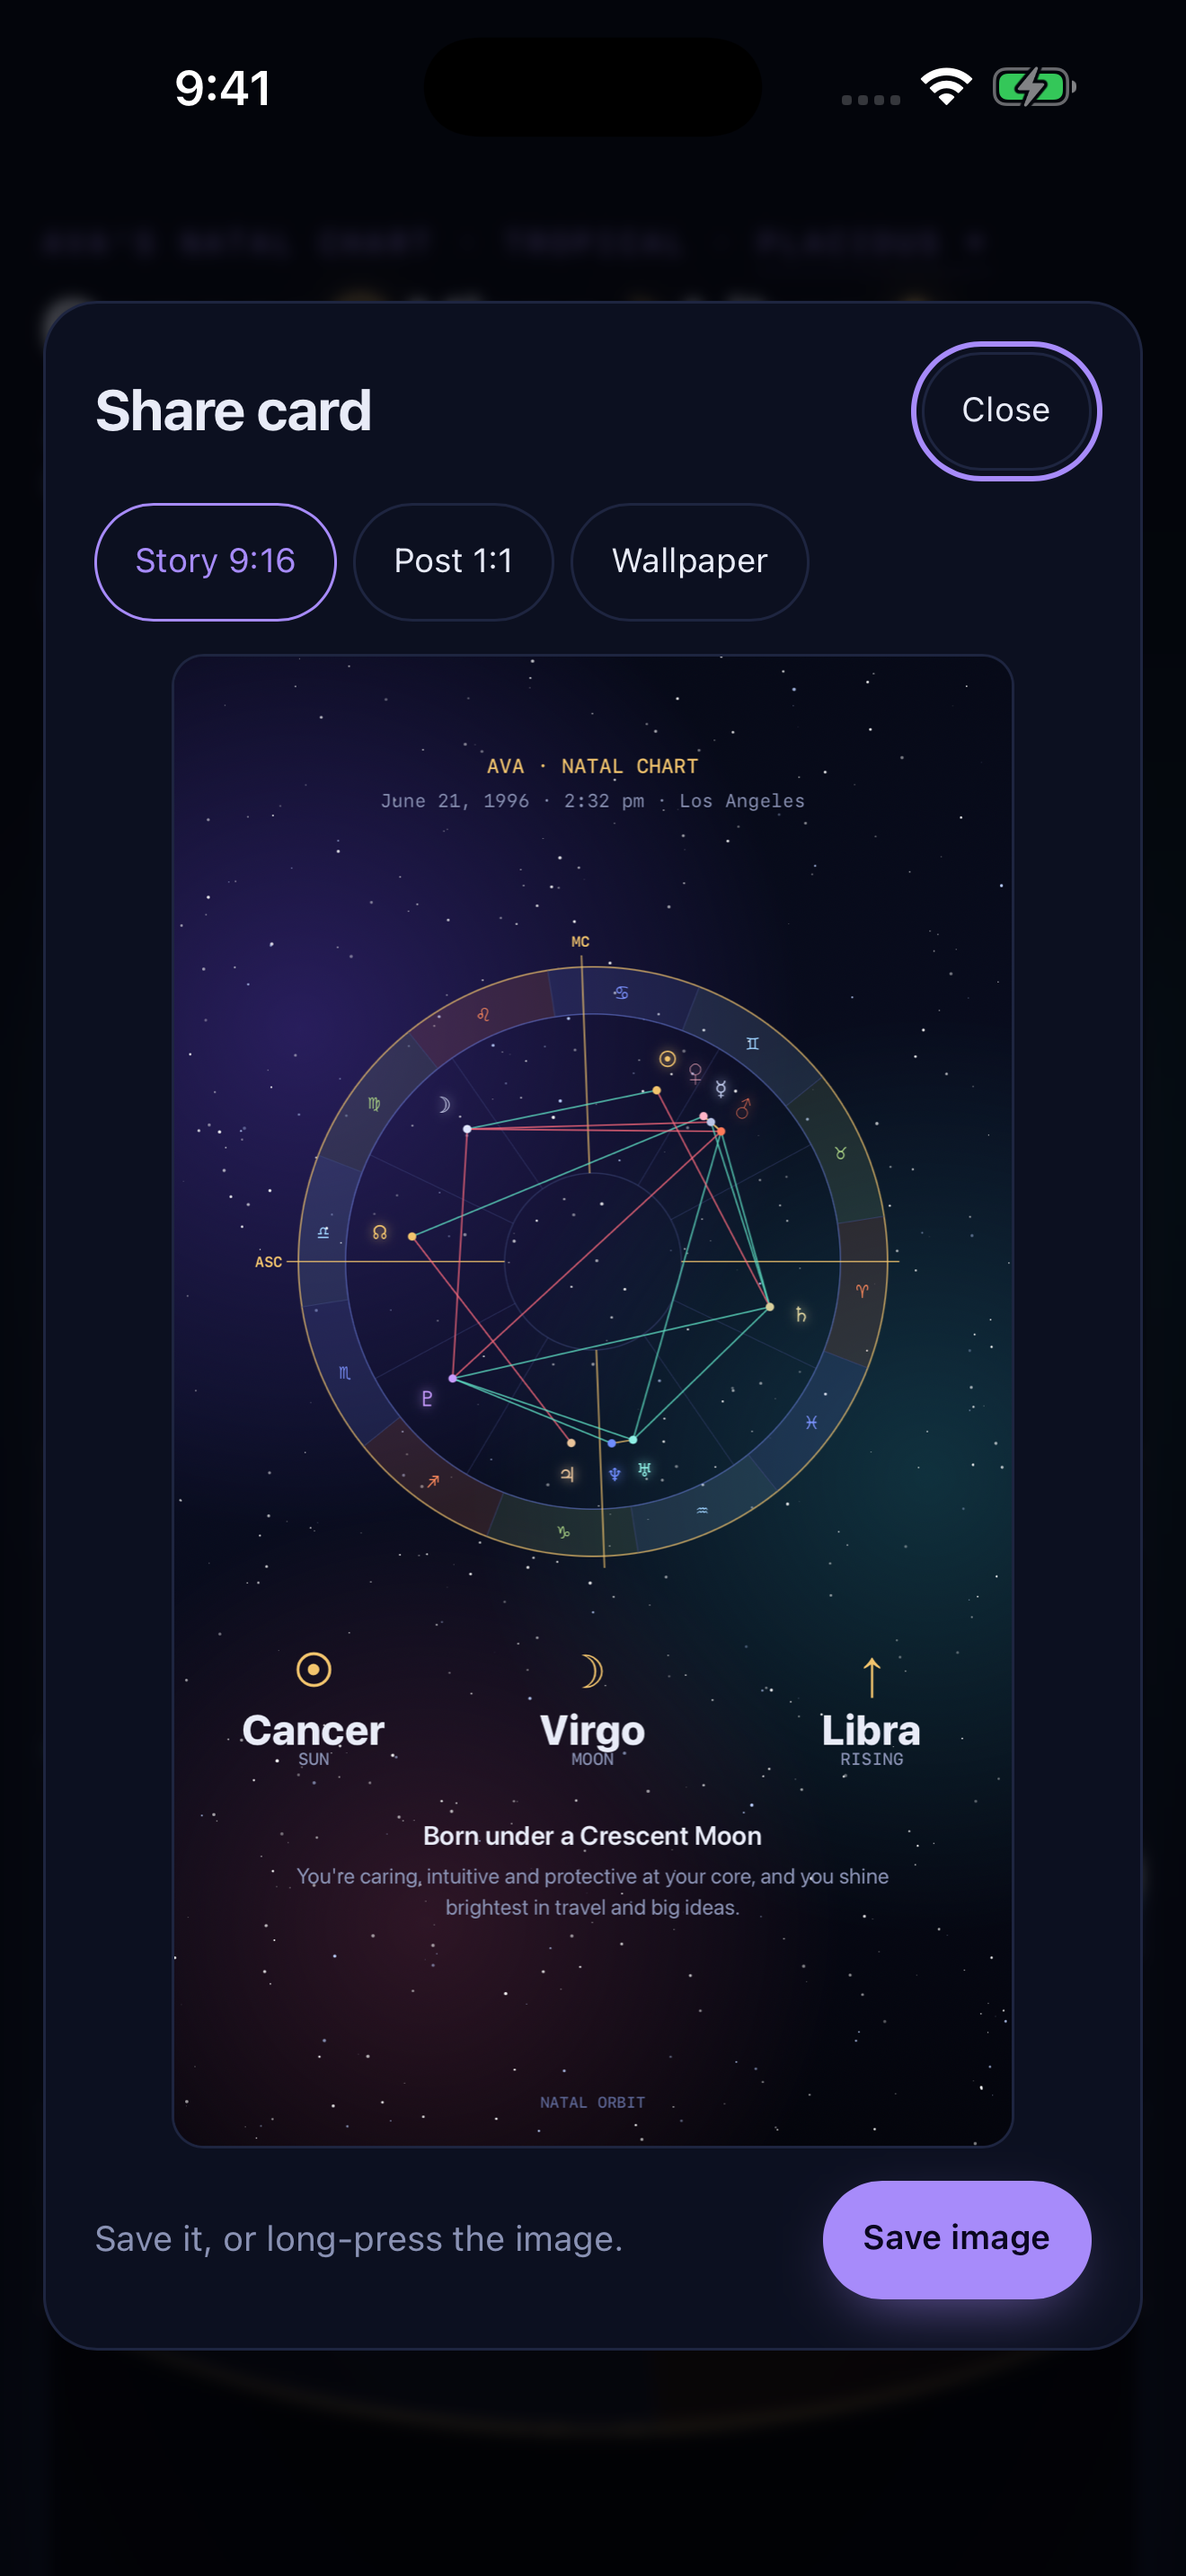 9:41
Share card
Close
Story 9:16
Post 1:1
Wallpaper
AVA · NATAL CHART
June 21, 1996 · 2:32 pm · Los Angeles
MC
ASC
Cancer
SUN
Virgo
MOON
Libra
RISING
Born under a Crescent Moon
You're caring, intuitive and protective at your core, and you shine
brightest in travel and big ideas.
NATAL ORBIT
Save it, or long-press the image.
Save image